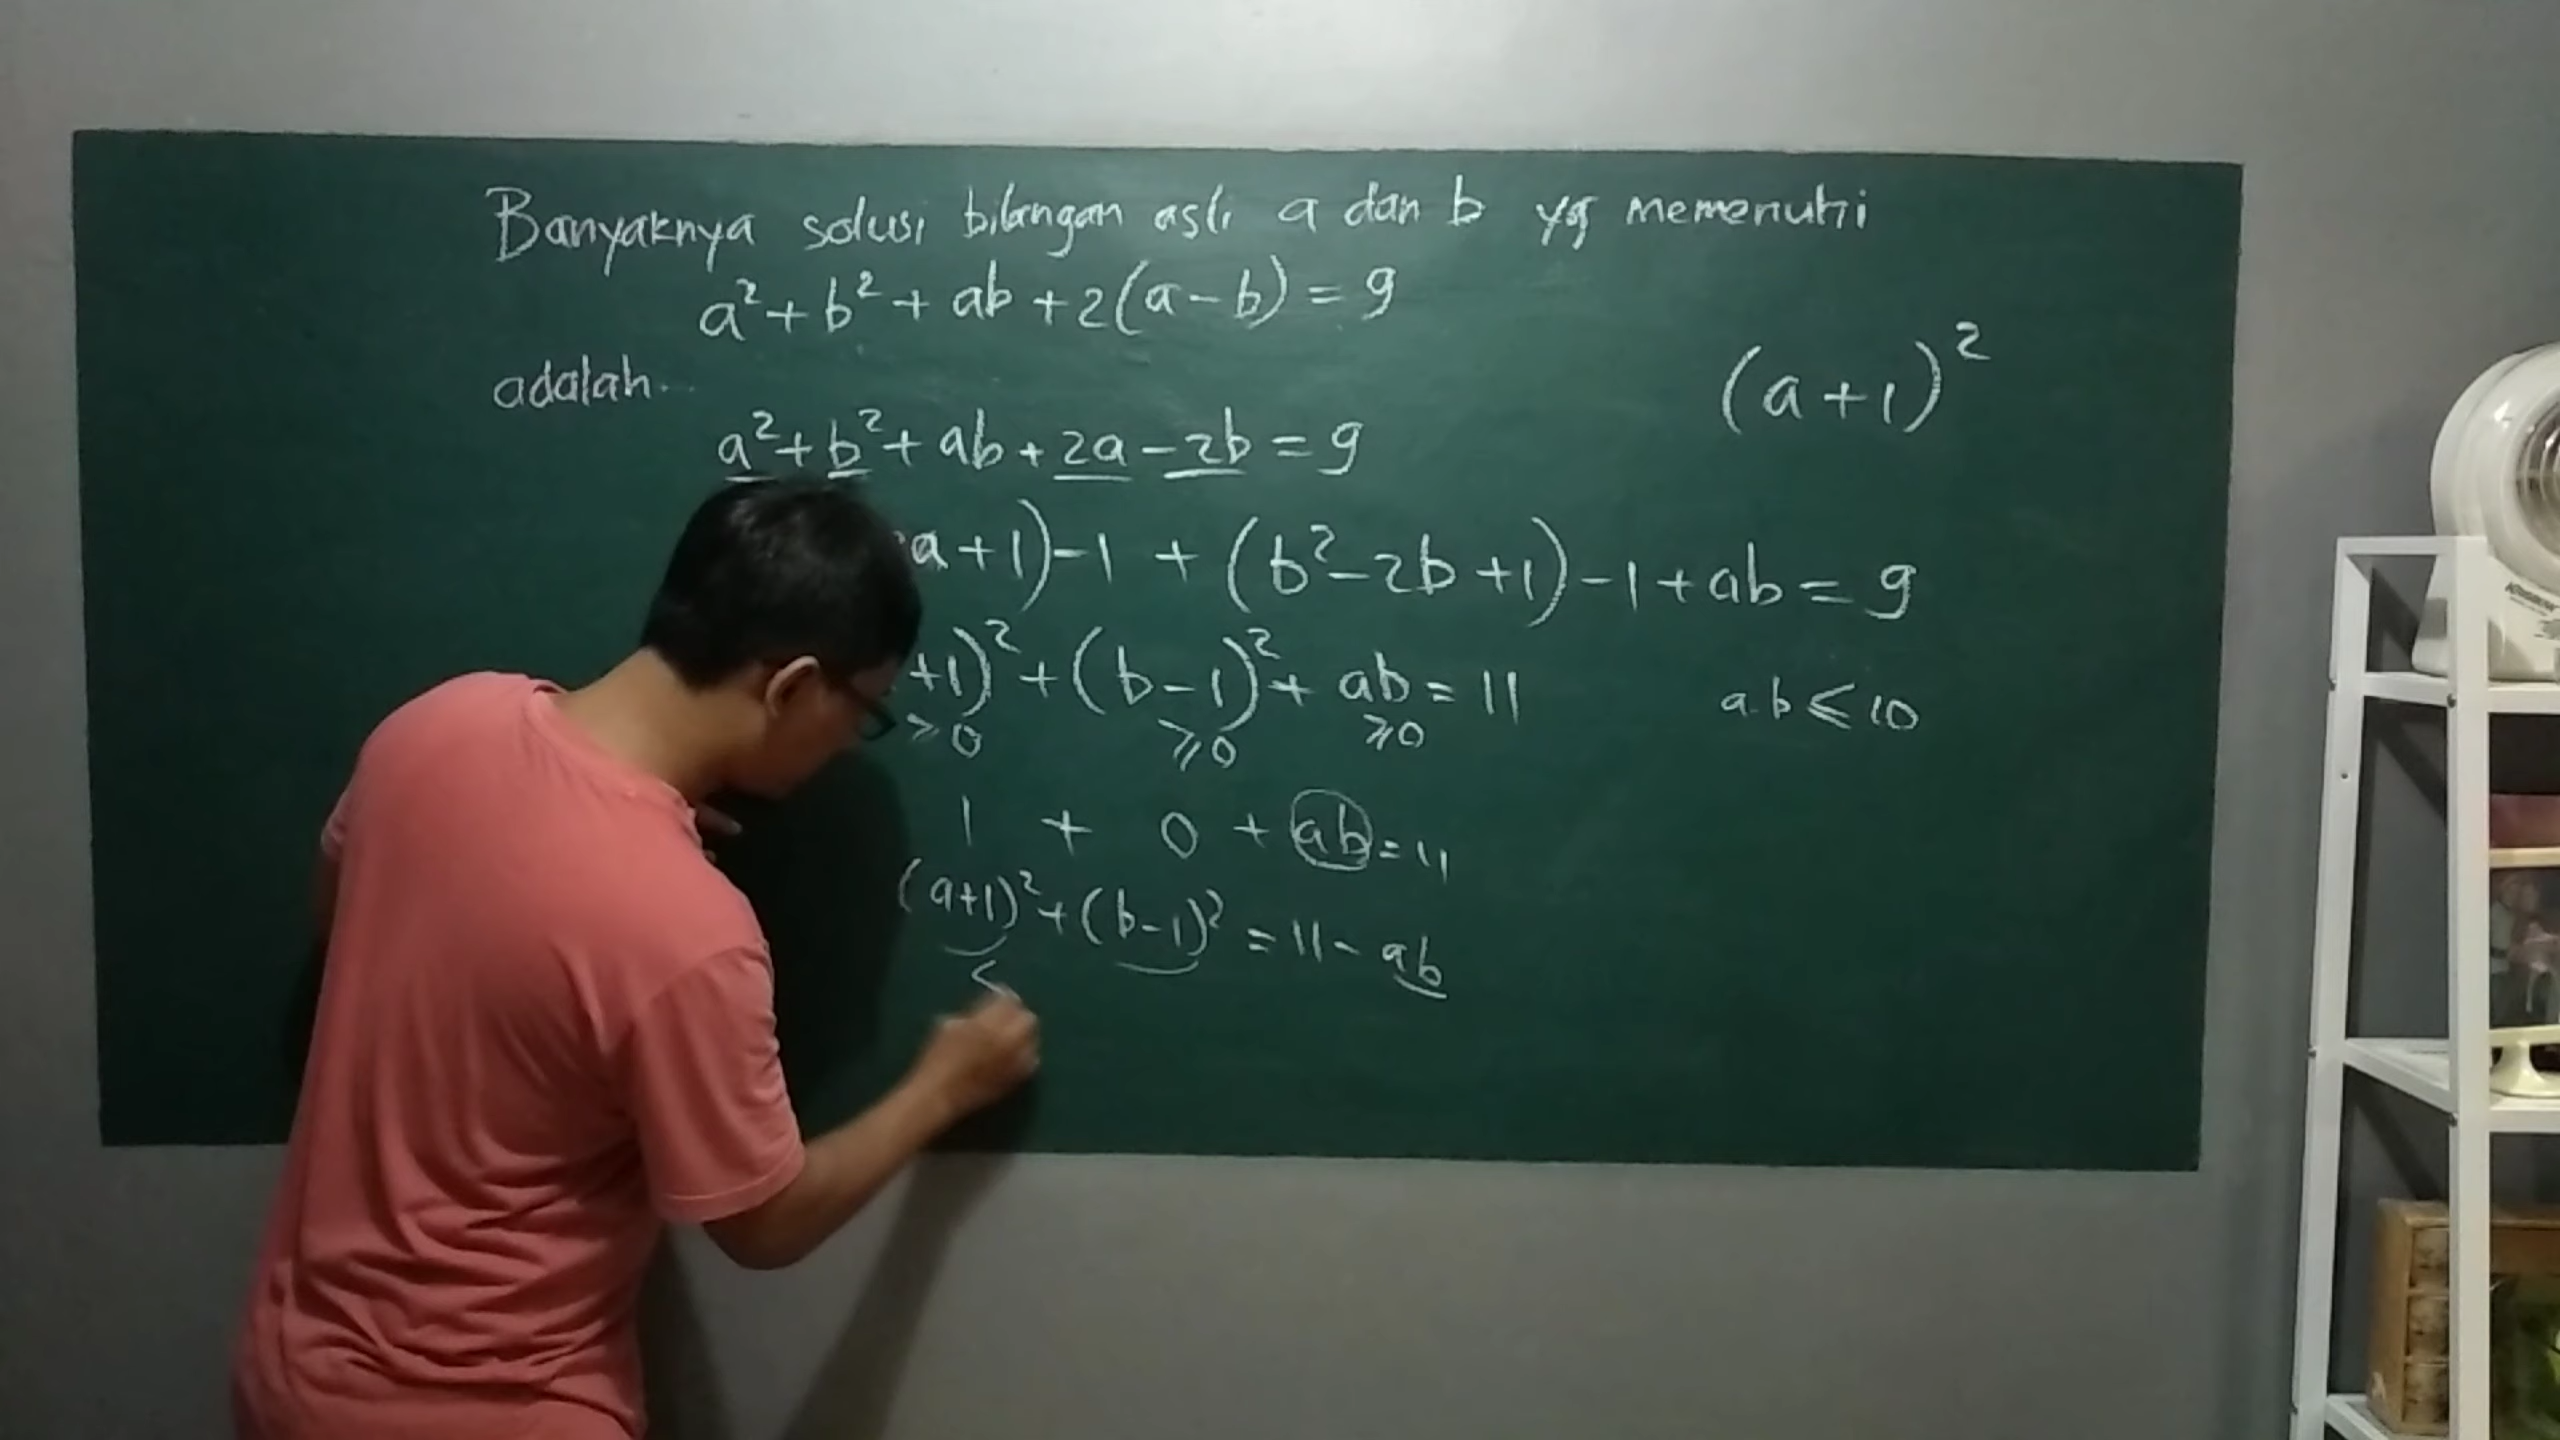 Banyaknya solusi bilangan asli a dan b yg memenuhi
a² + b² + ab + 2(a - b) = 9
adalah...
(a + 1)²
a² + b² + ab + 2a - 2b = 9
a + 1) - 1 + (b² - 2b + 1) - 1 + ab = 9
+1)² + (b - 1)² + ab = 11
≥0 ≥0 ≥0
a.b ≤ 10
1 + 0 + ab = 11
(a+1)² + (b-1)² = 11 - ab
<